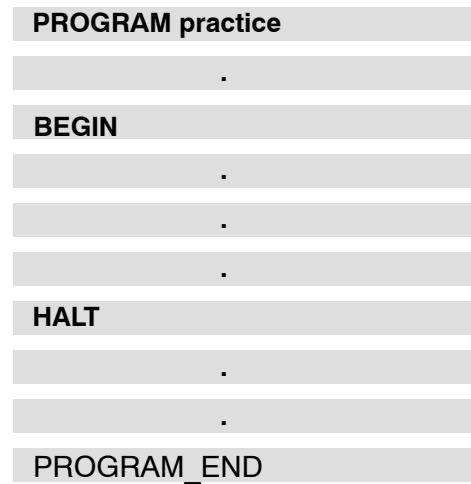 PROGRAM practice
.
BEGIN
.
.
.
HALT
.
.
PROGRAM_END